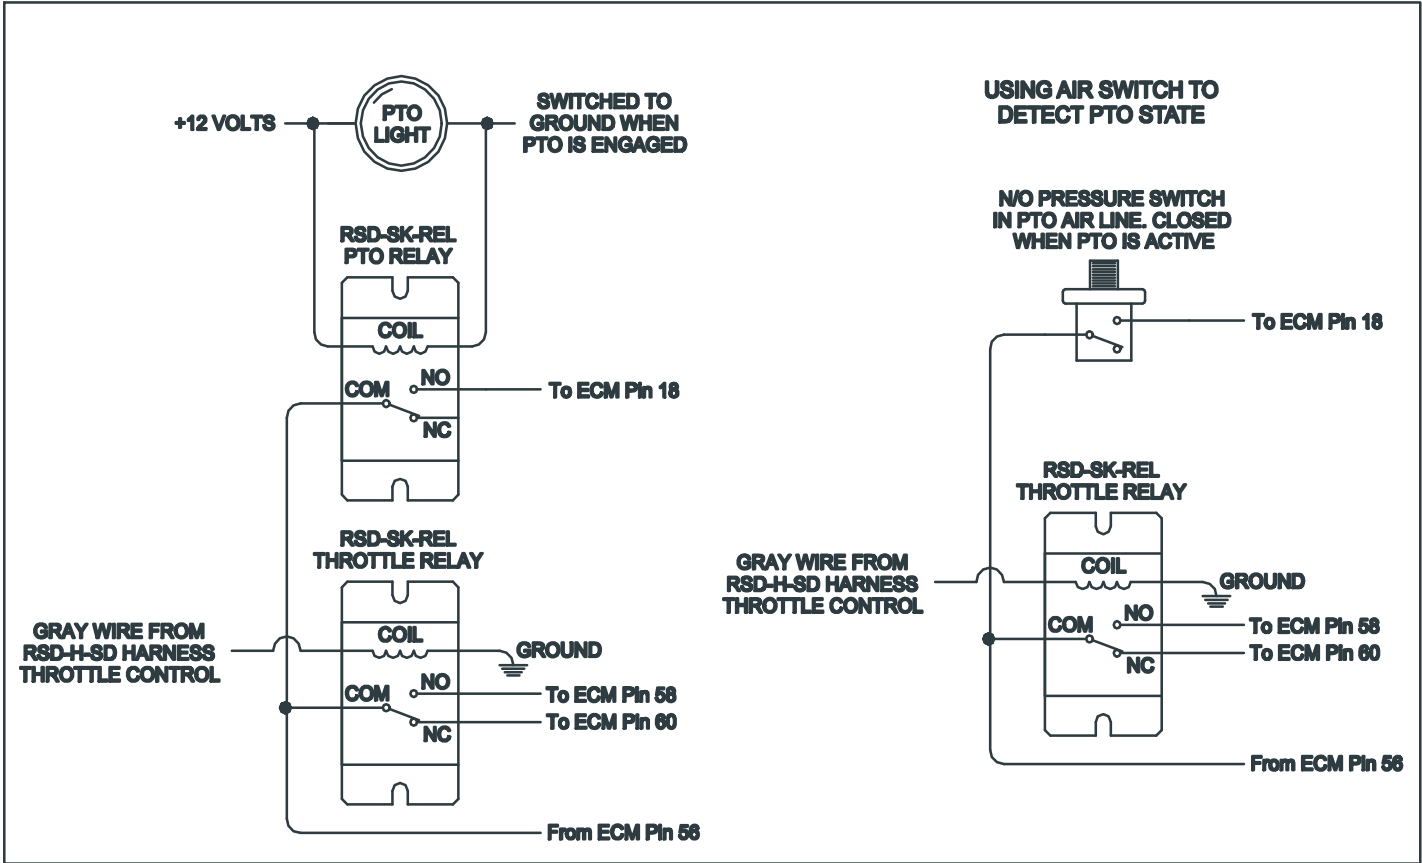 +12 VOLTS
PTO
LIGHT
SWITCHED TO
GROUND WHEN
PTO IS ENGAGED
RSD-SK-REL
PTO RELAY
COIL
COM
NO
NC
To ECM Pin 18
RSD-SK-REL
THROTTLE RELAY
GRAY WIRE FROM
RSD-H-SD HARNESS
THROTTLE CONTROL
COIL
GROUND
COM
NO
NC
To ECM Pin 58
To ECM Pin 60
From ECM Pin 56
USING AIR SWITCH TO
DETECT PTO STATE
N/O PRESSURE SWITCH
IN PTO AIR LINE. CLOSED
WHEN PTO IS ACTIVE
To ECM Pin 18
RSD-SK-REL
THROTTLE RELAY
GRAY WIRE FROM
RSD-H-SD HARNESS
THROTTLE CONTROL
COIL
GROUND
COM
NO
NC
To ECM Pin 58
To ECM Pin 60
From ECM Pin 56